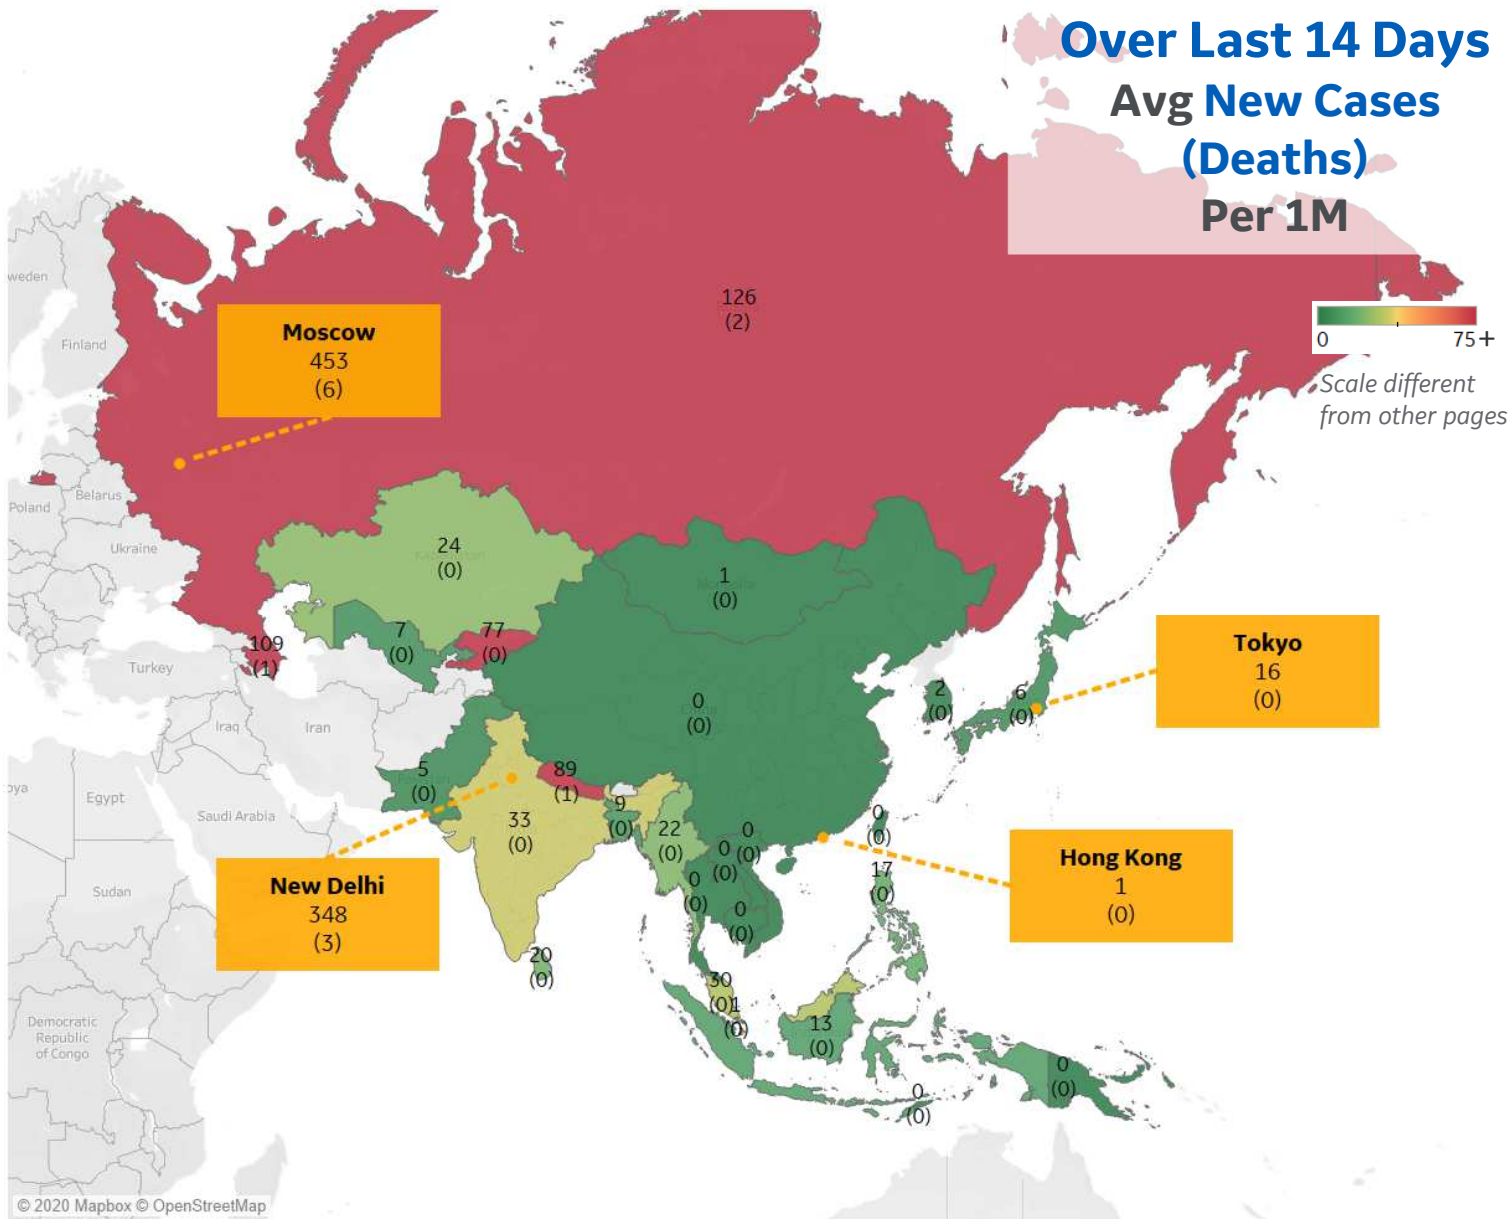 Over Last 14 Days
Avg New Cases
(Deaths)
Per 1M
126
(2)
0
75+
Scale different
from other pages
weden
Finland
Moscow
453
(6)
Poland
Belarus
Ukraine
24
(0)
1
(0)
7
(0)
77
(0)
109
(1)
Turkey
Iraq
Iran
0
(0)
2
(0)
6
(0)
Tokyo
16
(0)
oya
Egypt
Saudi Arabia
5
(0)
89
(1)
33
(0)
9
(0)
22
(0)
0
(0)
0
(0)
0
(0)
0
(0)
0
(0)
17
(0)
Hong Kong
1
(0)
Sudan
New Delhi
348
(3)
20
(0)
30
(0)
1
(0)
13
(0)
Democratic
Republic
of Congo
0
(0)
0
(0)
© 2020 Mapbox © OpenStreetMap